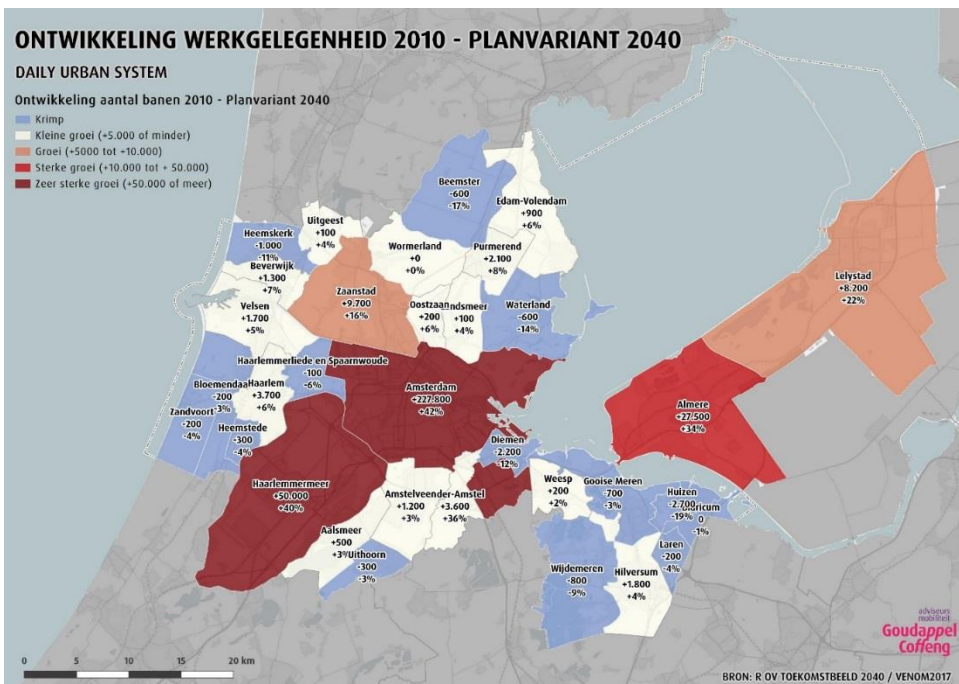 ONTWIKKELING WERKGELEGENHEID 2010 - PLANVARIANT 2040
DAILY URBAN SYSTEM
Ontwikkeling aantal banen 2010 - Planvariant 2040
Krimp
Kleine groei (+5.000 of minder)
Groei (+5000 tot +10.000)
Sterke groei (+10.000 tot + 50.000)
Zeer sterke groei (+50.000 of meer)
Beemster
-600
-17%
Edam-Volendam
+900
+6%
Uitgeest
+100
+4%
Heemskerk
-1.000
-11%
Wormerland
+0
+0%
Purmerend
+2.100
+8%
Beverwijk
+1.300
+7%
Zaanstad
+9.700
+16%
Lelystad
+8.200
+22%
Velsen
+1.700
+5%
Oostzaan
+200
+6%
ndsmeer
+100
+4%
Waterland
-600
-14%
Haarlemmerliede en Spaarnwoude
-100
-6%
Bloemendaa
-200
-3%
Haarlem
+3.700
+6%
Amsterdam
+227.800
+42%
Almere
+27.500
+34%
Zandvoort
-200
-4%
Heemstede
-300
-4%
Diemen
-2.200
-12%
Haarlemmermeer
+50.000
+40%
Amstelveen
+1.200
+3%
der-Amstel
+3.600
+36%
Weesp
+200
+2%
Gooise Meren
-700
-3%
Huizen
-2.700
-19%
aricum
0
-1%
Aalsmeer
+500
+3%
Uithoorn
-300
-3%
Wijdemeren
-800
-9%
Hilversum
+1.800
+4%
Laren
-200
-4%
0 5 10 15 20 km
adviseurs
mobiliteit
Goudappel
Coffeng
BRON: R OV TOEKOMSTBEELD 2040 / VENOM2017